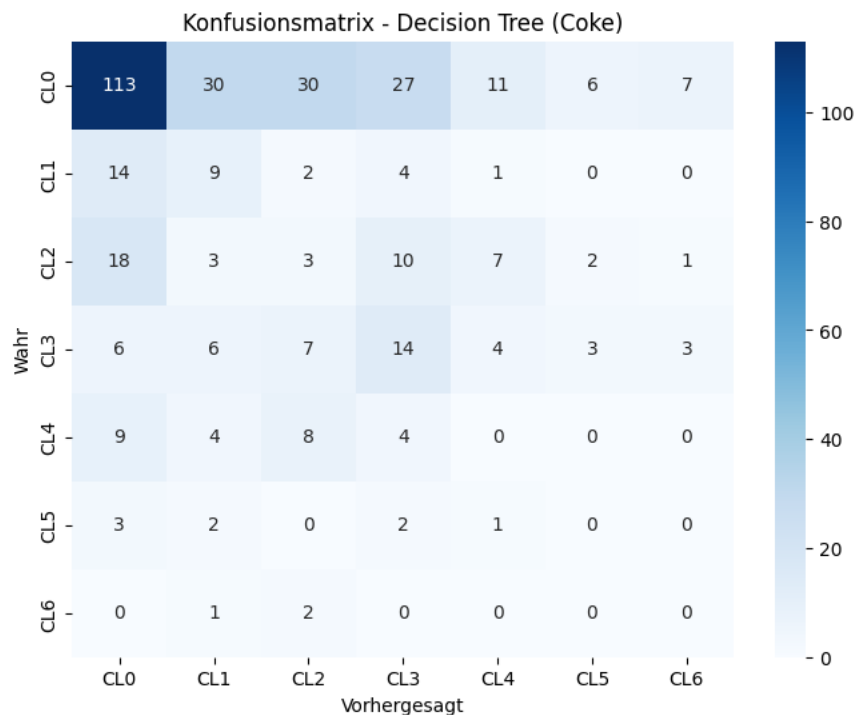 Konfusionsmatrix - Decision Tree (Coke)
CL0 113 30 30 27 11 6 7
CL1 14 9 2 4 1 0 0
CL2 18 3 3 10 7 2 1
CL3 6 6 7 14 4 3 3
CL4 9 4 8 4 0 0 0
CL5 3 2 0 2 1 0 0
CL6 0 1 2 0 0 0 0
CL0 CL1 CL2 CL3 CL4 CL5 CL6
Vorhergesagt
Wahr
100
80
60
40
20
0